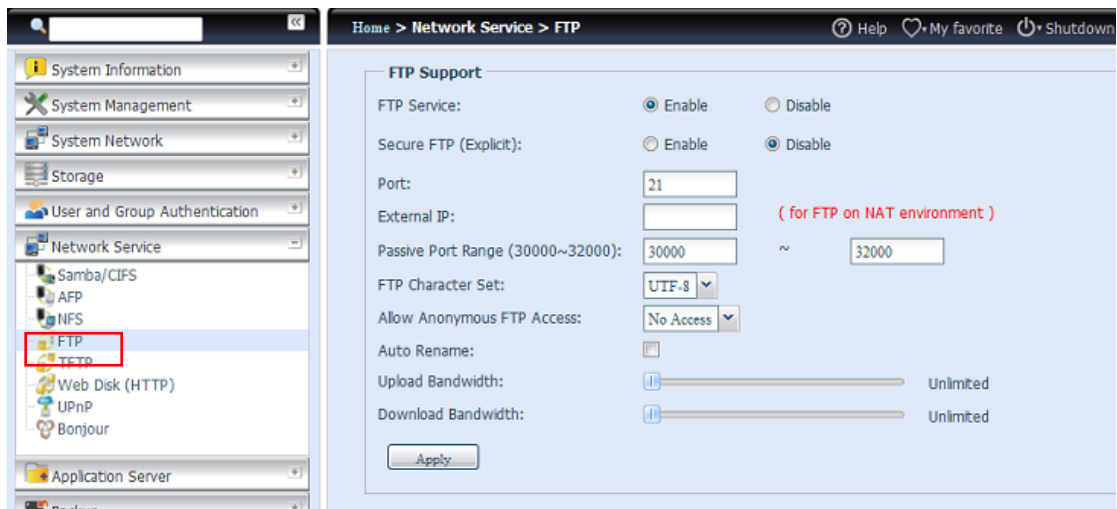 Home > Network Service > FTP
Help My favorite Shutdown
System Information
System Management
System Network
Storage
User and Group Authentication
Network Service
Samba/CIFS
AFP
NFS
FTP
TFTP
Web Disk (HTTP)
UPnP
Bonjour
Application Server
FTP Support
FTP Service: Enable Disable
Secure FTP (Explicit): Enable Disable
Port: 21
External IP: ( for FTP on NAT environment )
Passive Port Range (30000~32000): 30000 ~ 32000
FTP Character Set: UTF-8
Allow Anonymous FTP Access: No Access
Auto Rename:
Upload Bandwidth: Unlimited
Download Bandwidth: Unlimited
Apply